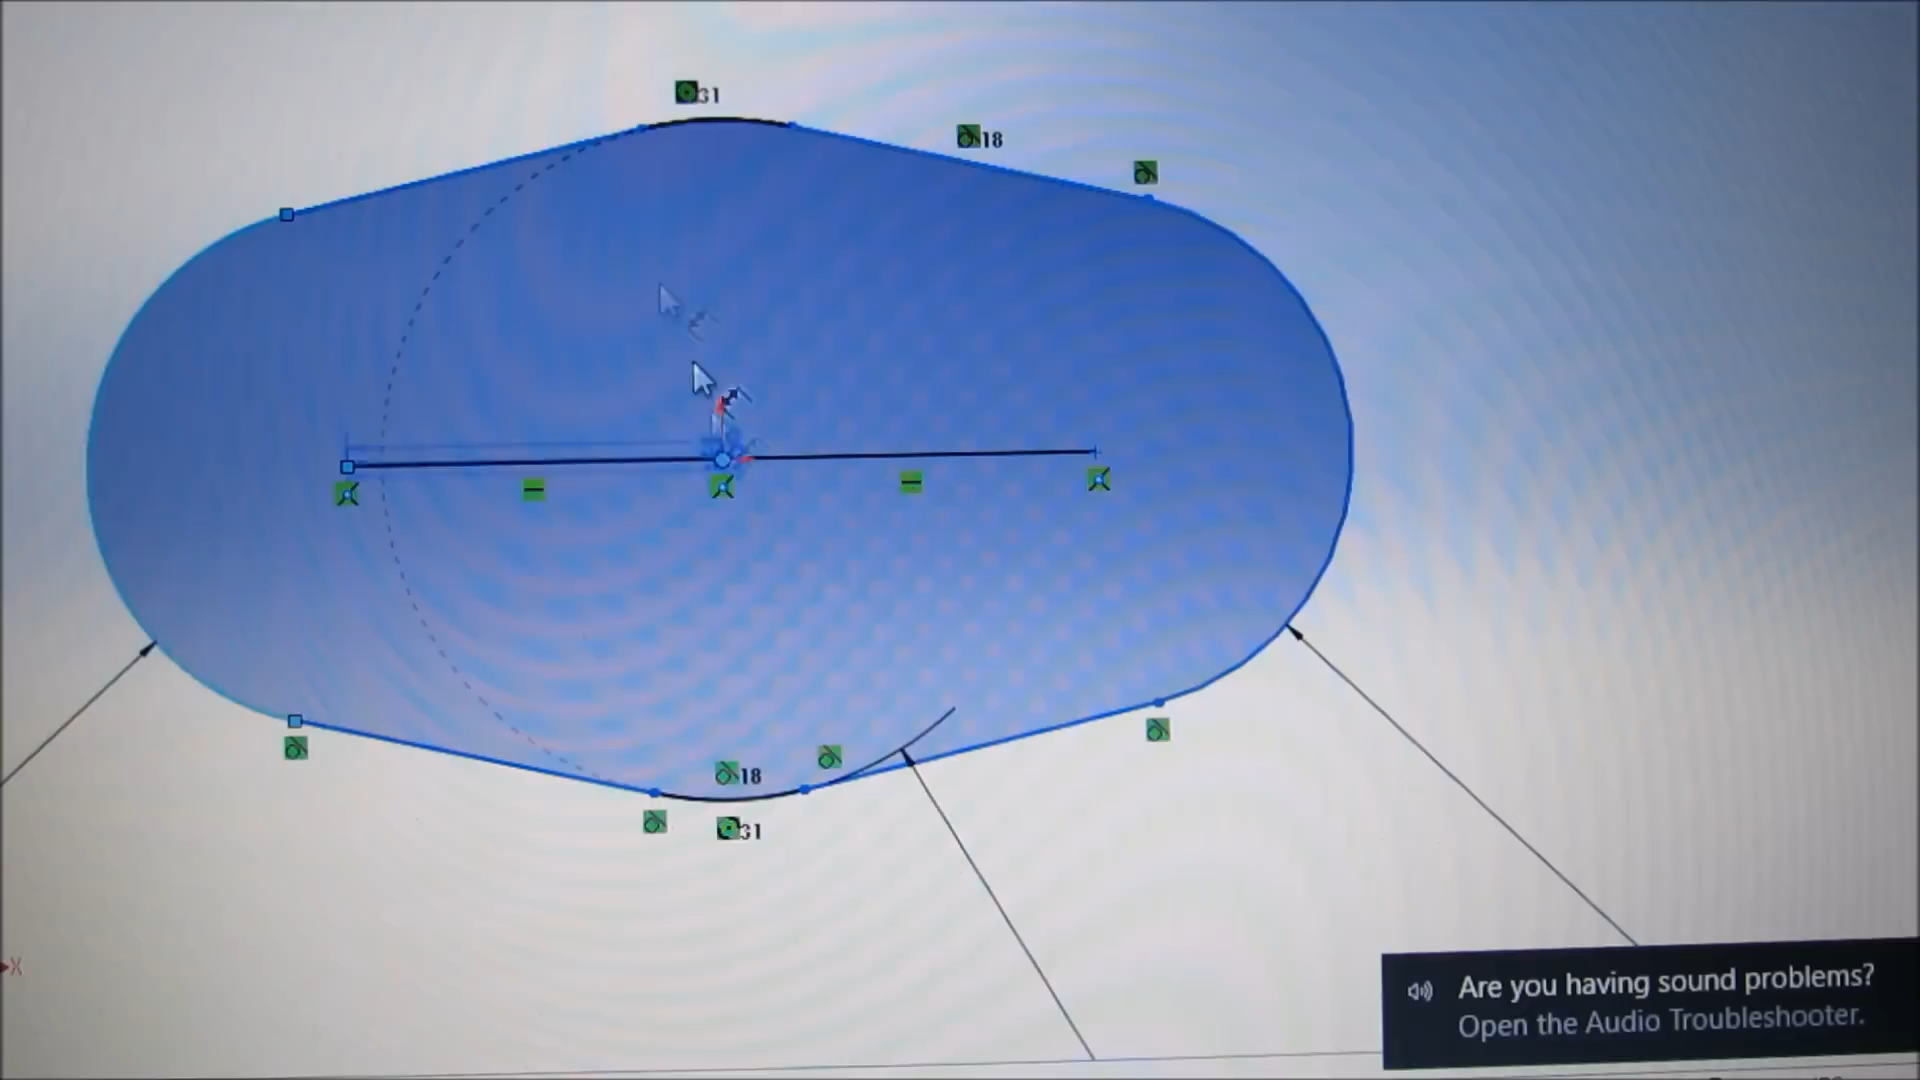 31
18
18
31
X
Are you having sound problems?
Open the Audio Troubleshooter.